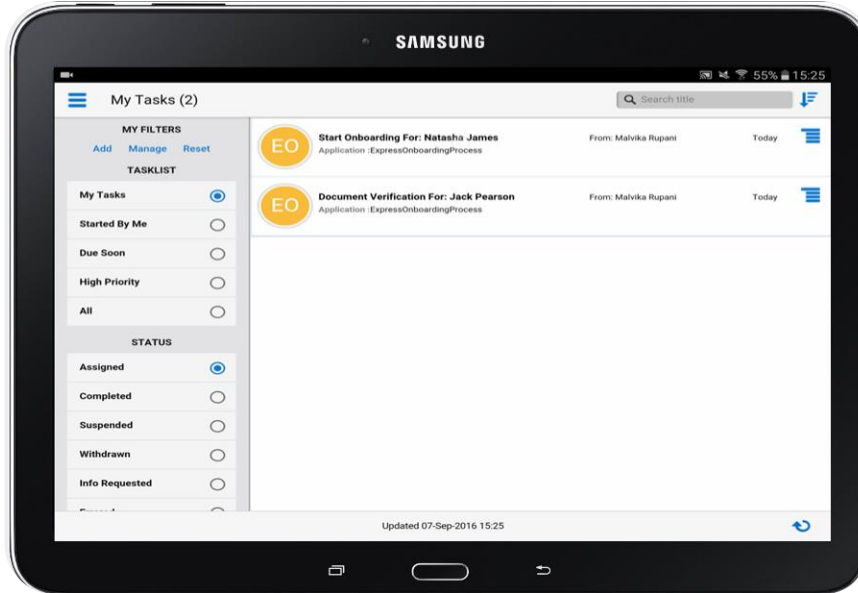 SAMSUNG
55% 15:25
My Tasks (2)
Search title
MY FILTERS
Add Manage Reset
TASKLIST
My Tasks
Started By Me
Due Soon
High Priority
All
STATUS
Assigned
Completed
Suspended
Withdrawn
Info Requested
EO
Start Onboarding For: Natasha James
From: Malvika Rupani
Today
Application :ExpressOnboardingProcess
EO
Document Verification For: Jack Pearson
From: Malvika Rupani
Today
Application :ExpressOnboardingProcess
Updated 07-Sep-2016 15:25